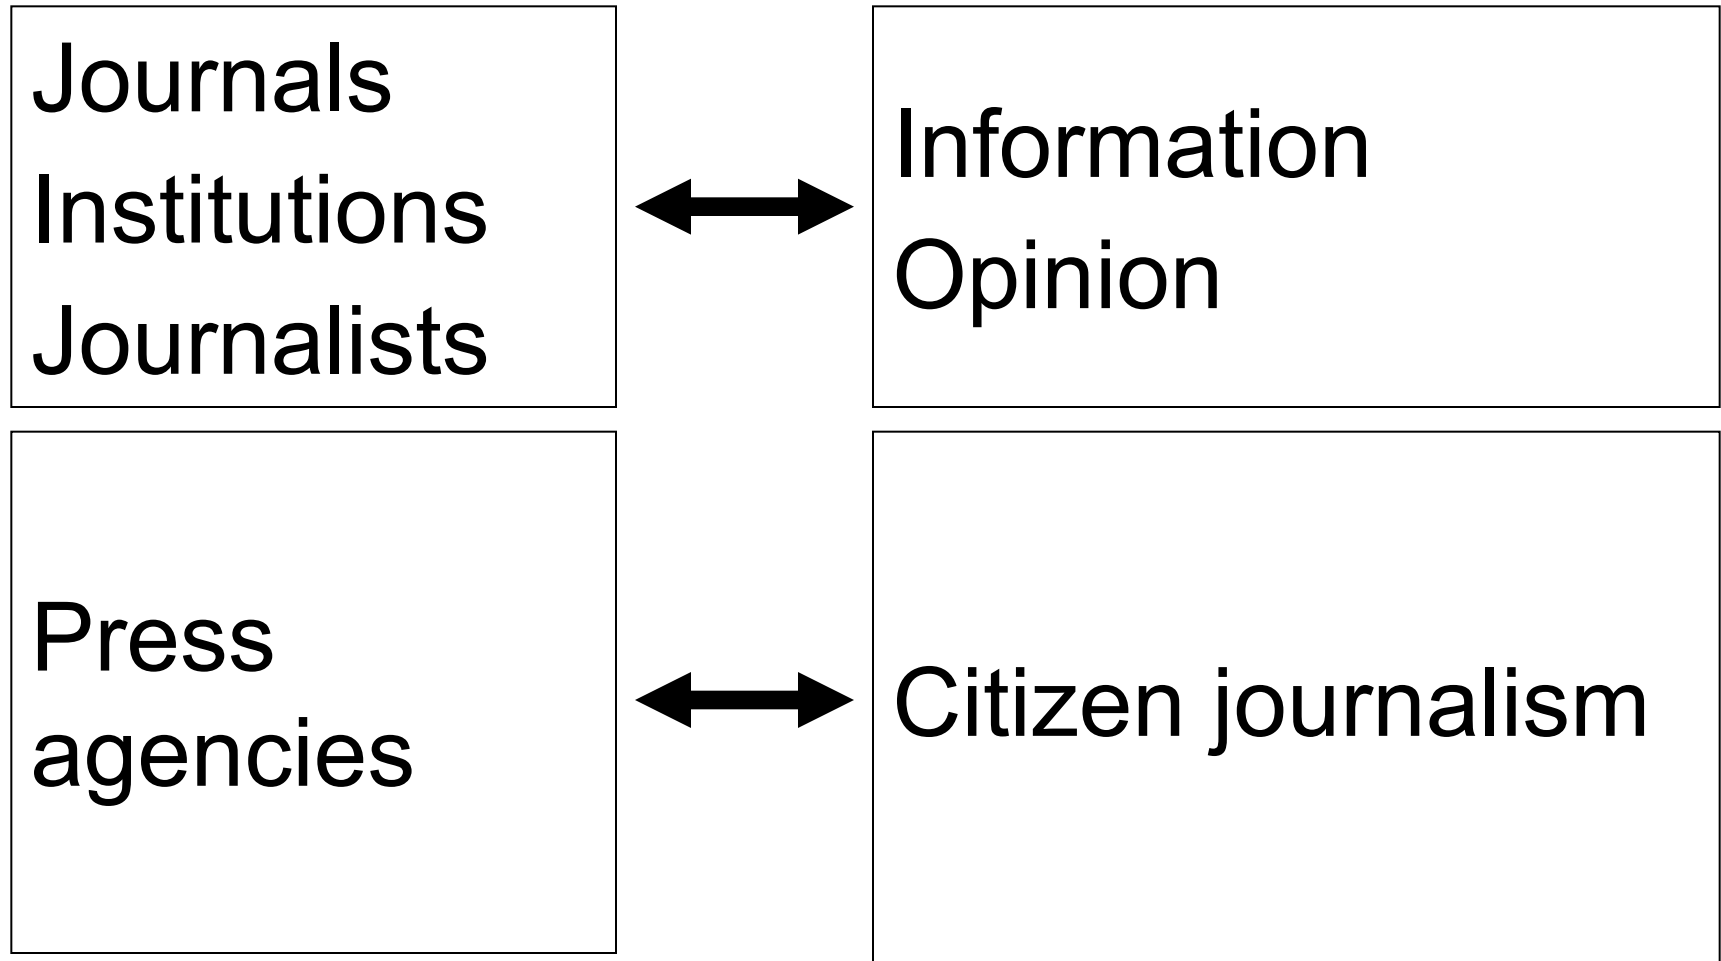 Journals
Institutions
Journalists
Information
Opinion
Press
agencies
Citizen journalism